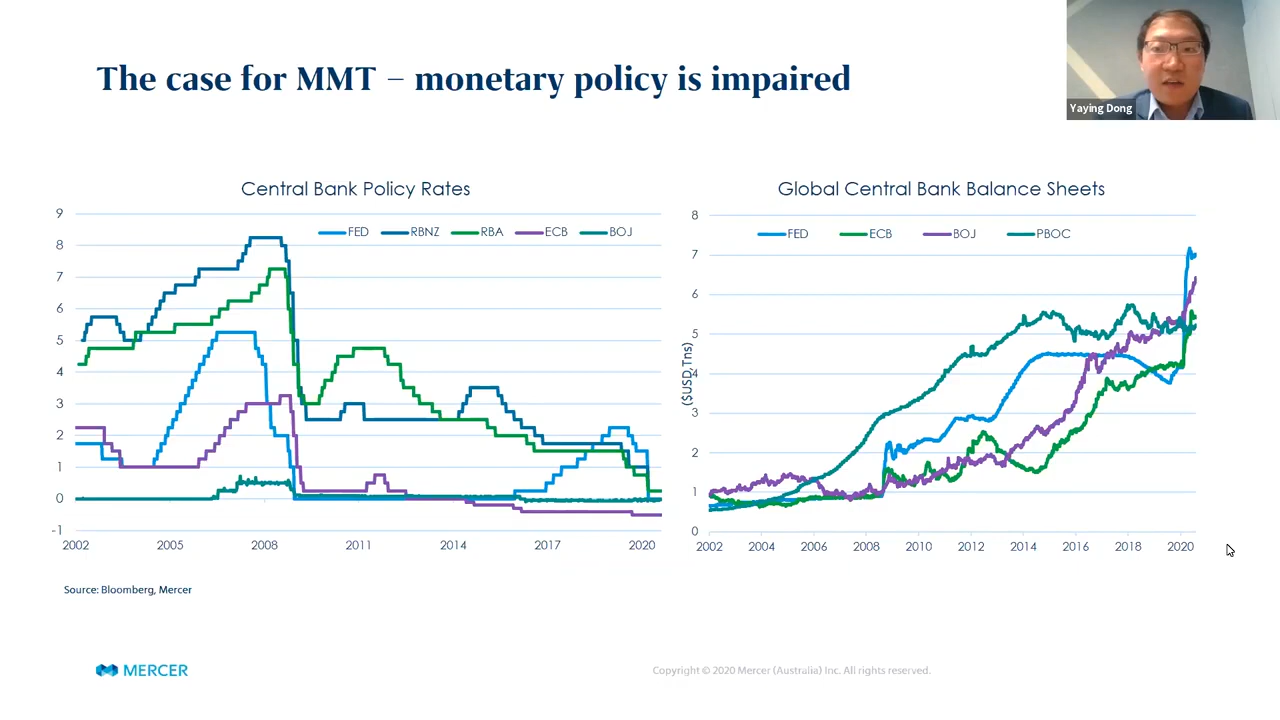 The case for MMT – monetary policy is impaired
Yaying Dong
Central Bank Policy Rates
FED RBNZ RBA ECB BOJ
9
8
7
6
5
4
3
2
1
0
-1
2002 2005 2008 2011 2014 2017 2020
Global Central Bank Balance Sheets
FED ECB BOJ PBOC
($USD Tns)
8
7
6
5
4
3
2
1
0
2002 2004 2006 2008 2010 2012 2014 2016 2018 2020
Source: Bloomberg, Mercer
MERCER
Copyright © 2020 Mercer (Australia) Inc. All rights reserved.